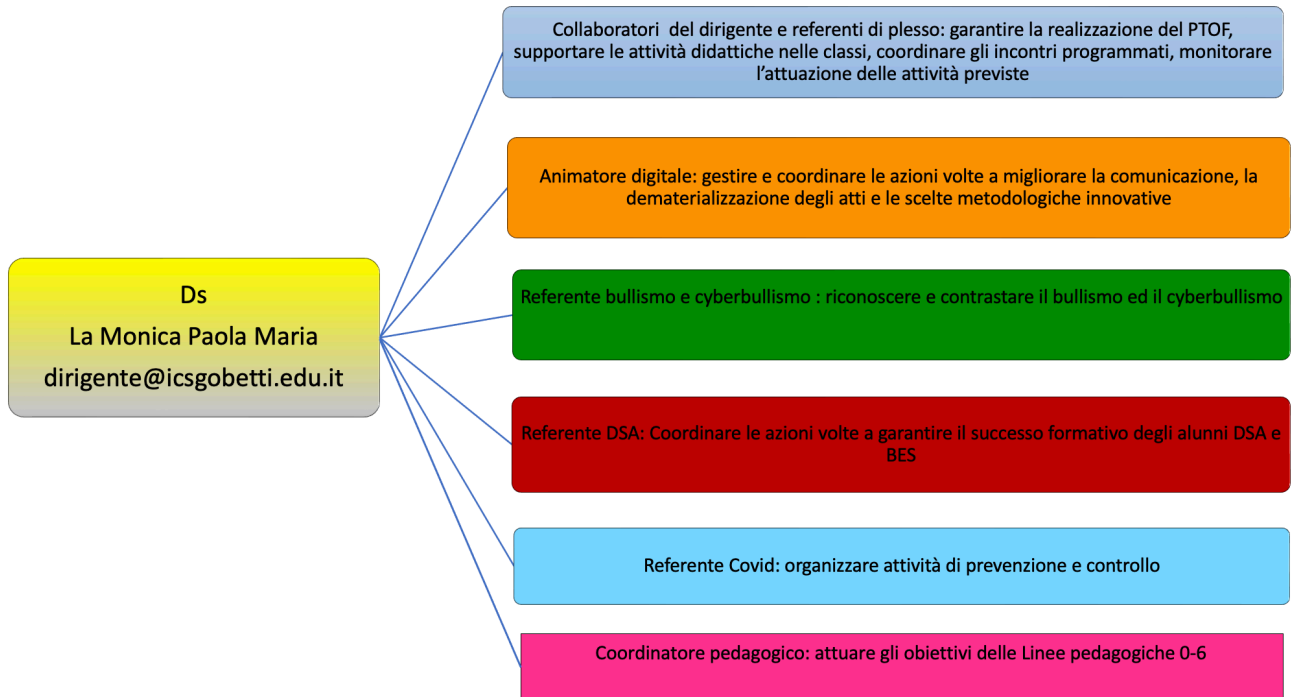 Ds
La Monica Paola Maria
dirigente@icsgobetti.edu.it
Collaboratori  del dirigente e referenti di plesso: garantire la realizzazione del PTOF,
supportare le attività didattiche nelle classi, coordinare gli incontri programmati, monitorare
l’attuazione delle attività previste
Animatore digitale: gestire e coordinare le azioni volte a migliorare la comunicazione, la
dematerializzazione degli atti e le scelte metodologiche innovative
Referente bullismo e cyberbullismo : riconoscere e contrastare il bullismo ed il cyberbullismo
Referente DSA: Coordinare le azioni volte a garantire il successo formativo degli alunni DSA e
BES
Referente Covid: organizzare attività di prevenzione e controllo
Coordinatore pedagogico: attuare gli obiettivi delle Linee pedagogiche 0-6